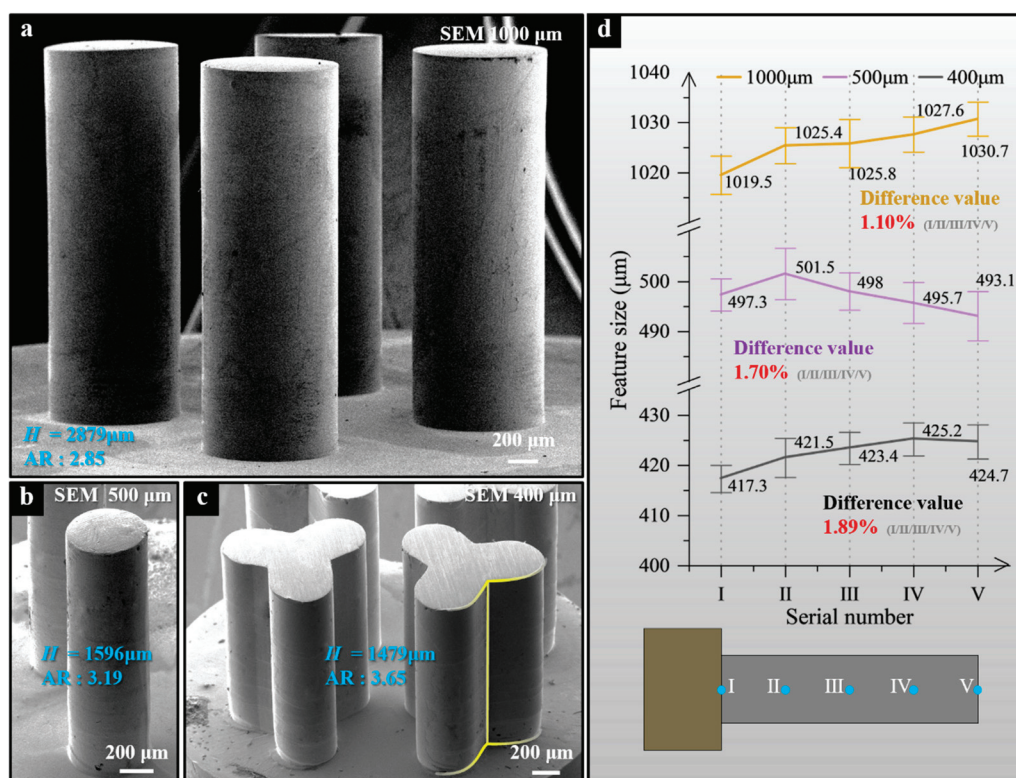 a
SEM 1000 μm
H = 2879μm
AR : 2.85
200 μm
b
SEM 500 μm
H = 1596μm
AR : 3.19
200 μm
c
SEM 400 μm
H = 1479μm
AR : 3.65
200 μm
d
1000μm 500μm 400μm
Feature size (μm)
1040
1030
1020
500
490
430
420
410
400
1019.5
1025.4
1025.8
1027.6
1030.7
Difference value
1.10% (I/II/III/IV/V)
497.3
501.5
498
495.7
493.1
Difference value
1.70% (I/II/III/IV/V)
417.3
421.5
423.4
425.2
424.7
Difference value
1.89% (I/II/III/IV/V)
I II III IV V
Serial number
I II III IV V